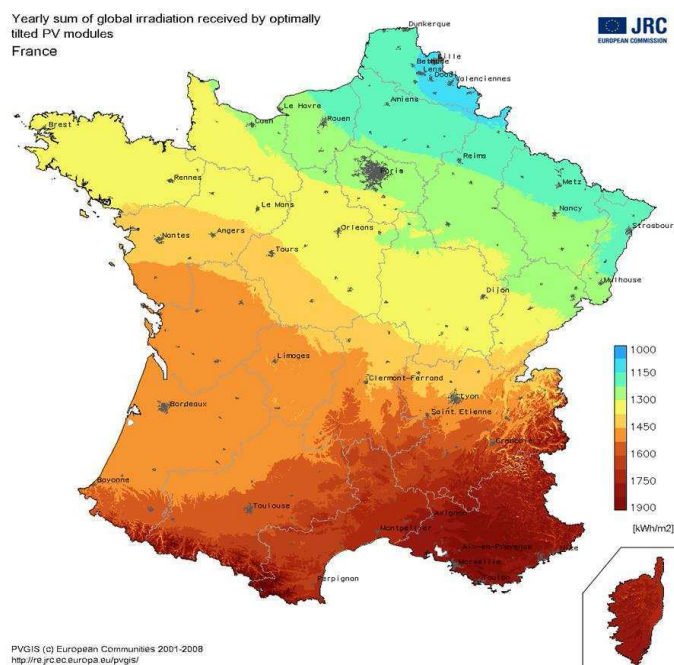 Yearly sum of global irradiation received by optimally
tilted PV modules
France
JRC
EUROPEAN COMMISSION
Dunkerque
Lille
Lens
Douai
Valenciennes
Amiens
Le Havre
Rouen
Caen
Reims
Paris
Metz
Nancy
Strasbourg
Brest
Rennes
Le Mans
Orleans
Nantes
Angers
Tours
Dijon
Mulhouse
Limoges
Clermont-Ferrand
Lyon
Saint Etienne
Grenoble
Bordeaux
Bayonne
Toulouse
Montpellier
Avignon
Aix-en-Provence
Marseille
Toulon
Perpignan
1000
1150
1300
1450
1600
1750
1900
[kWh/m2]
PVGIS (c) European Communities 2001-2008
http://re.jrc.ec.europa.eu/pvgis/